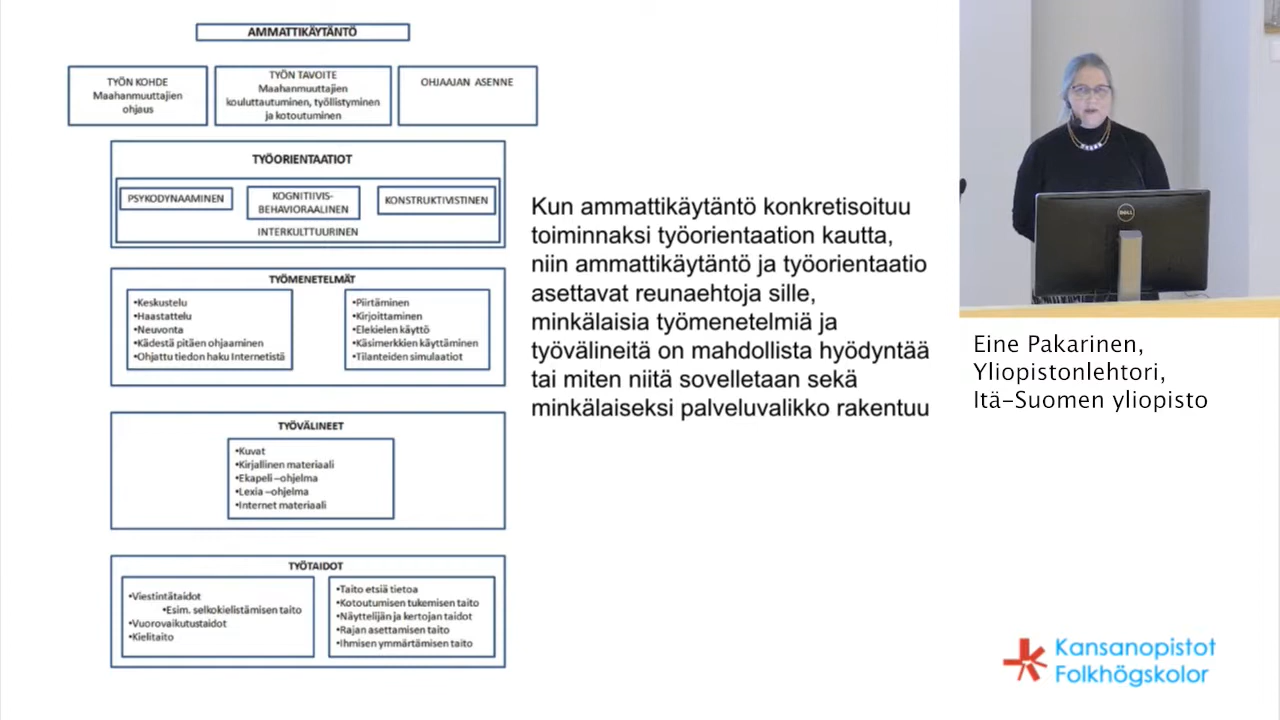 AMMATTIKÄYTÄNTÖ
TYÖN KOHDE
Maahanmuuttajien
ohjaus
TYÖN TAVOITE
Maahanmuuttajien
kouluttautuminen, työllistyminen
ja kotoutuminen
OHJAAJAN ASENNE
TYÖORIENTAATIOT
PSYKODYNAAMINEN
KOGNITIIVIS-
BEHAVIORAALINEN
KONSTRUKTIVISTINEN
INTERKULTTUURINEN
TYÖMENETELMÄT
•Keskustelu
•Haastattelu
•Neuvonta
•Kädestä pitäen ohjaaminen
•Ohjattu tiedon haku Internetistä
•Piirtäminen
•Kirjoittaminen
•Elekielen käyttö
•Käsimerkkien käyttäminen
•Tilanteiden simulaatiot
TYÖVÄLINEET
•Kuvat
•Kirjallinen materiaali
•Ekapeli –ohjelma
•Lexia –ohjelma
•Internet materiaali
TYÖTAIDOT
•Viestintätaidot
•Esim. selkokielistämisen taito
•Vuorovaikutustaidot
•Kielitaito
•Taito etsiä tietoa
•Kotoutumisen tukemisen taito
•Näyttelijän ja kertojan taidot
•Rajan asettamisen taito
•Ihmisen ymmärtämisen taito
Kun ammattikäytäntö konkretisoituu
toiminnaksi työorientaation kautta,
niin ammattikäytäntö ja työorientaatio
asettavat reunaehtoja sille,
minkälaisia työmenetelmiä ja
työvälineitä on mahdollista hyödyntää
tai miten niitä sovelletaan sekä
minkälaiseksi palveluvalikko rakentuu
DELL
Eine Pakarinen,
Yliopistonlehtori,
Itä-Suomen yliopisto
Kansanopistot
Folkhögskolor